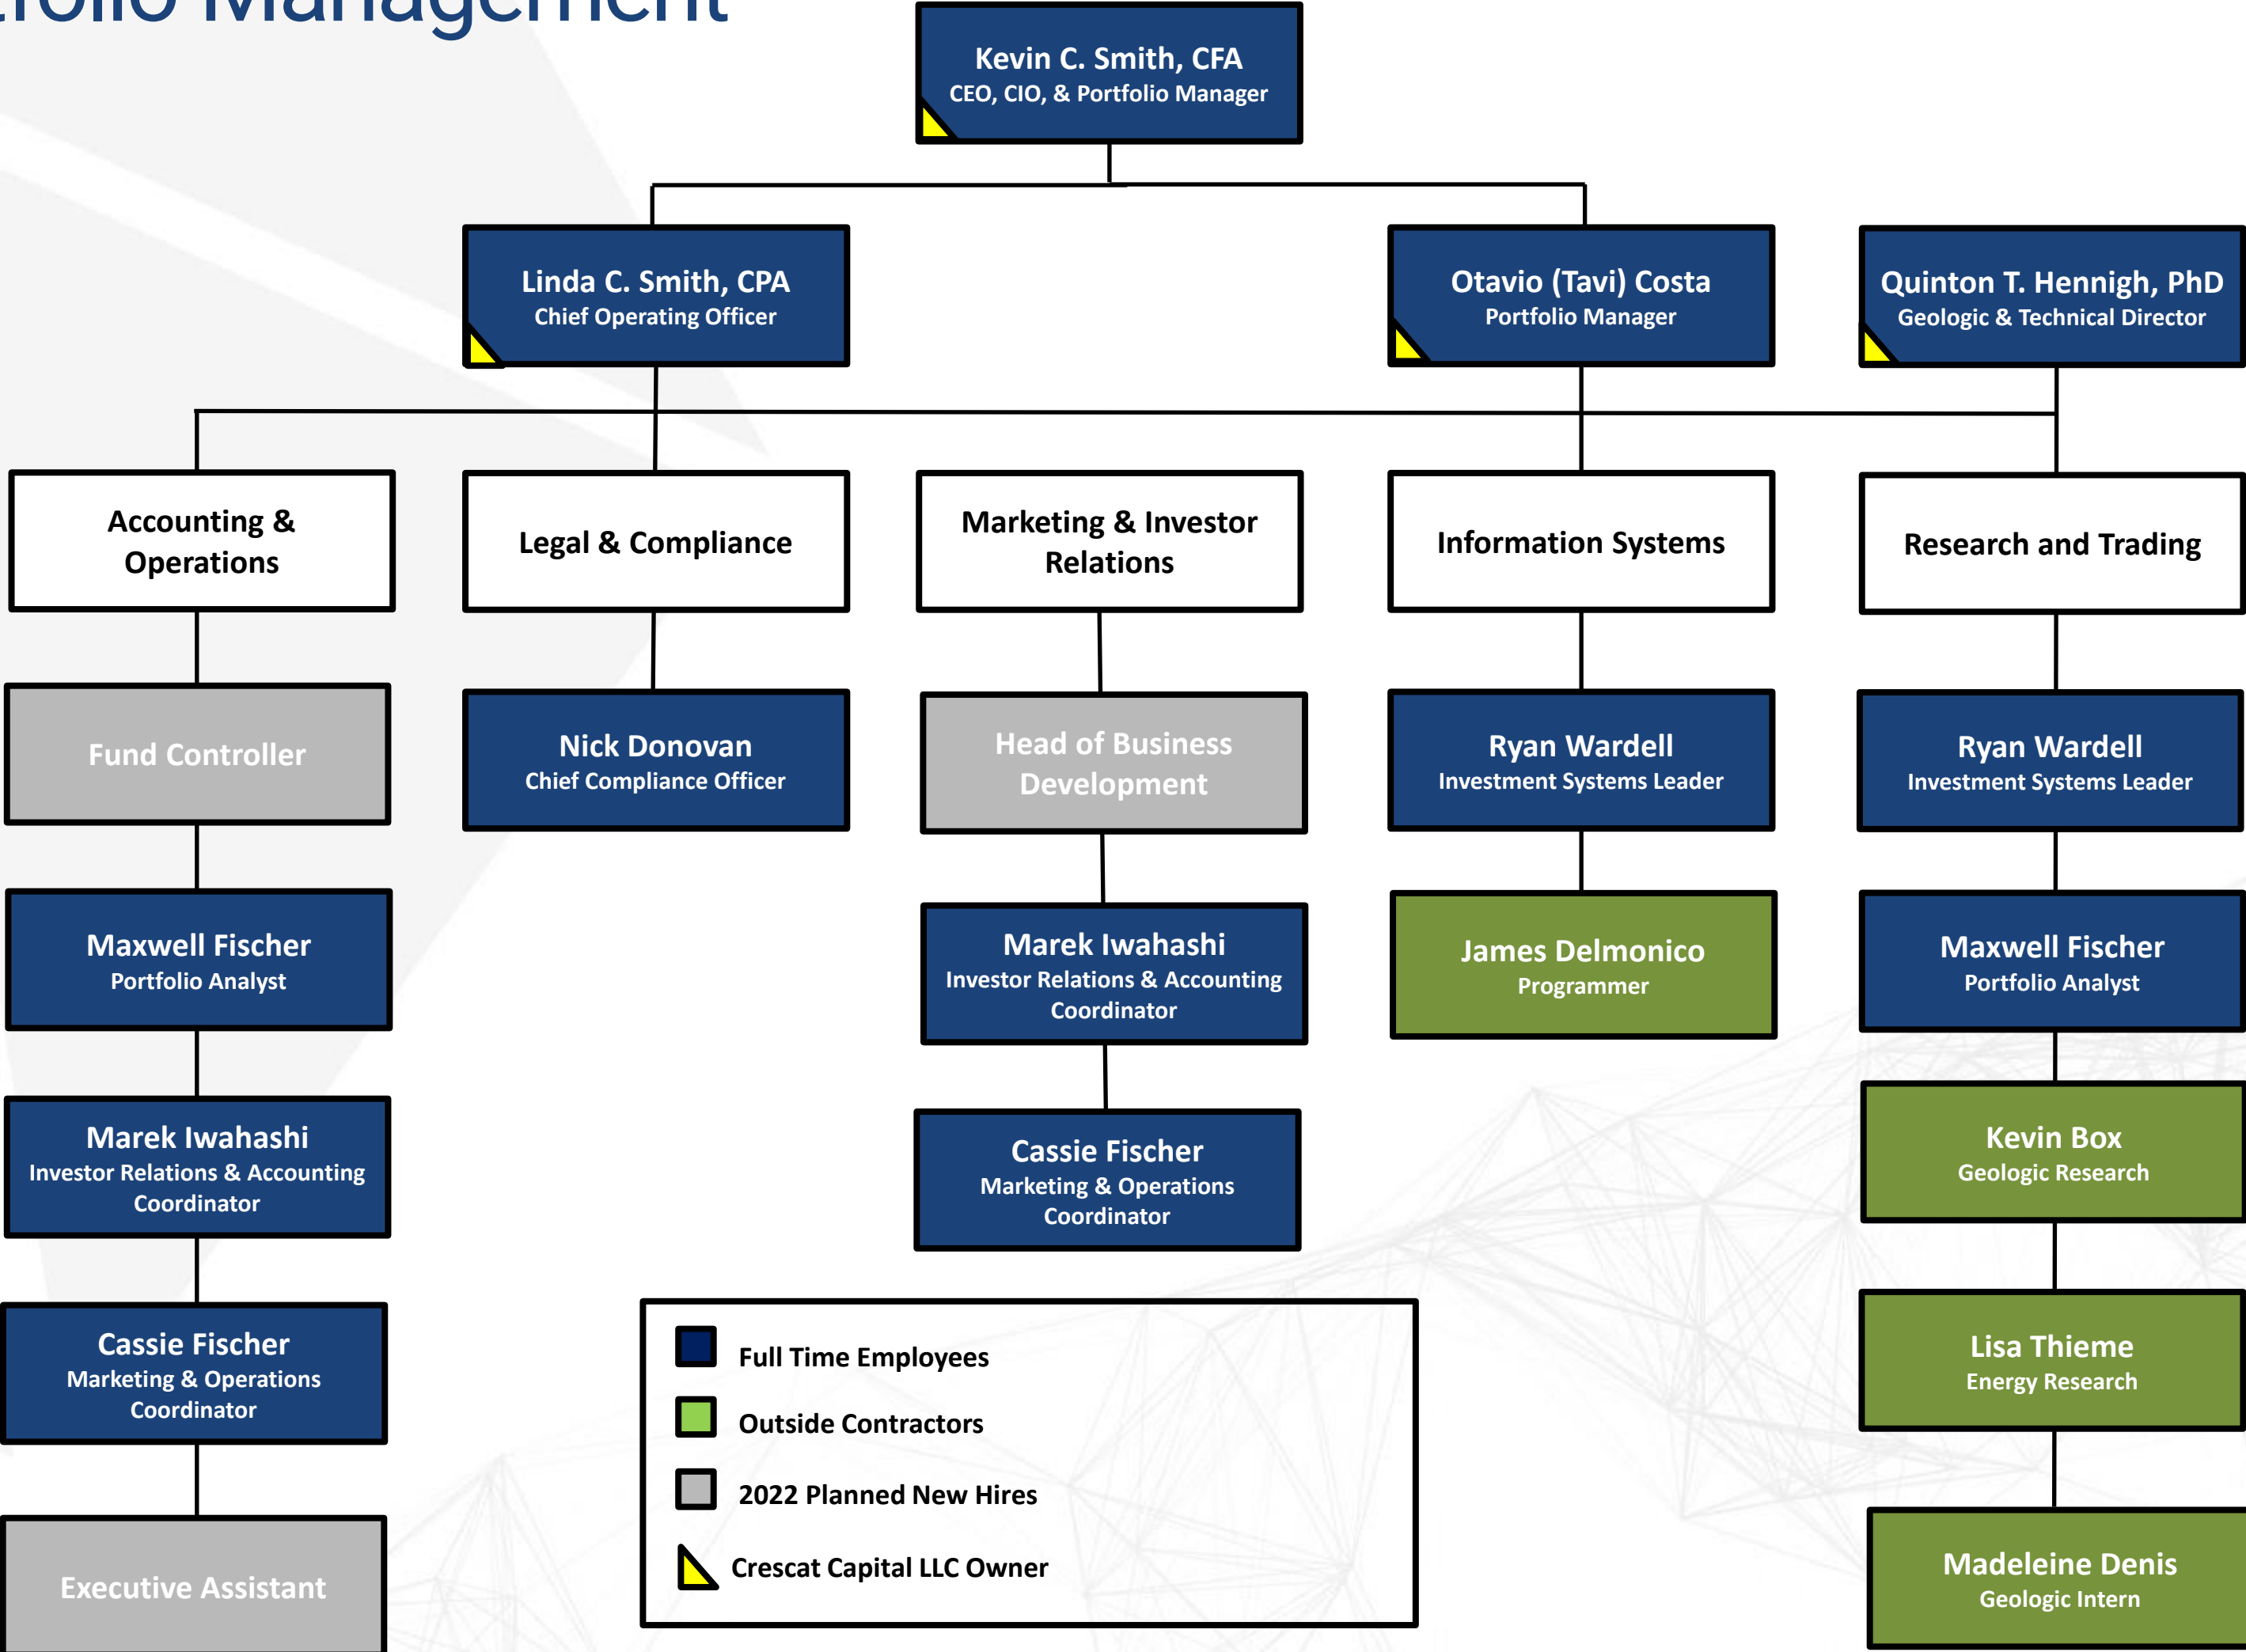 Management
Kevin C. Smith, CFA
CEO, CIO, & Portfolio Manager
Linda C. Smith, CPA
Chief Operating Officer
Otavio (Tavi) Costa
Portfolio Manager
Quinton T. Hennigh, PhD
Geologic & Technical Director
Accounting &
Operations
Legal & Compliance
Marketing & Investor
Relations
Information Systems
Research and Trading
Fund Controller
Nick Donovan
Chief Compliance Officer
Head of Business
Development
Ryan Wardell
Investment Systems Leader
Ryan Wardell
Investment Systems Leader
Maxwell Fischer
Portfolio Analyst
Marek Iwahashi
Investor Relations & Accounting
Coordinator
James Delmonico
Programmer
Maxwell Fischer
Portfolio Analyst
Marek Iwahashi
Investor Relations & Accounting
Coordinator
Cassie Fischer
Marketing & Operations
Coordinator
Kevin Box
Geologic Research
Cassie Fischer
Marketing & Operations
Coordinator
Lisa Thieme
Energy Research
Executive Assistant
Madeleine Denis
Geologic Intern
Full Time Employees
Outside Contractors
2022 Planned New Hires
Crescat Capital LLC Owner